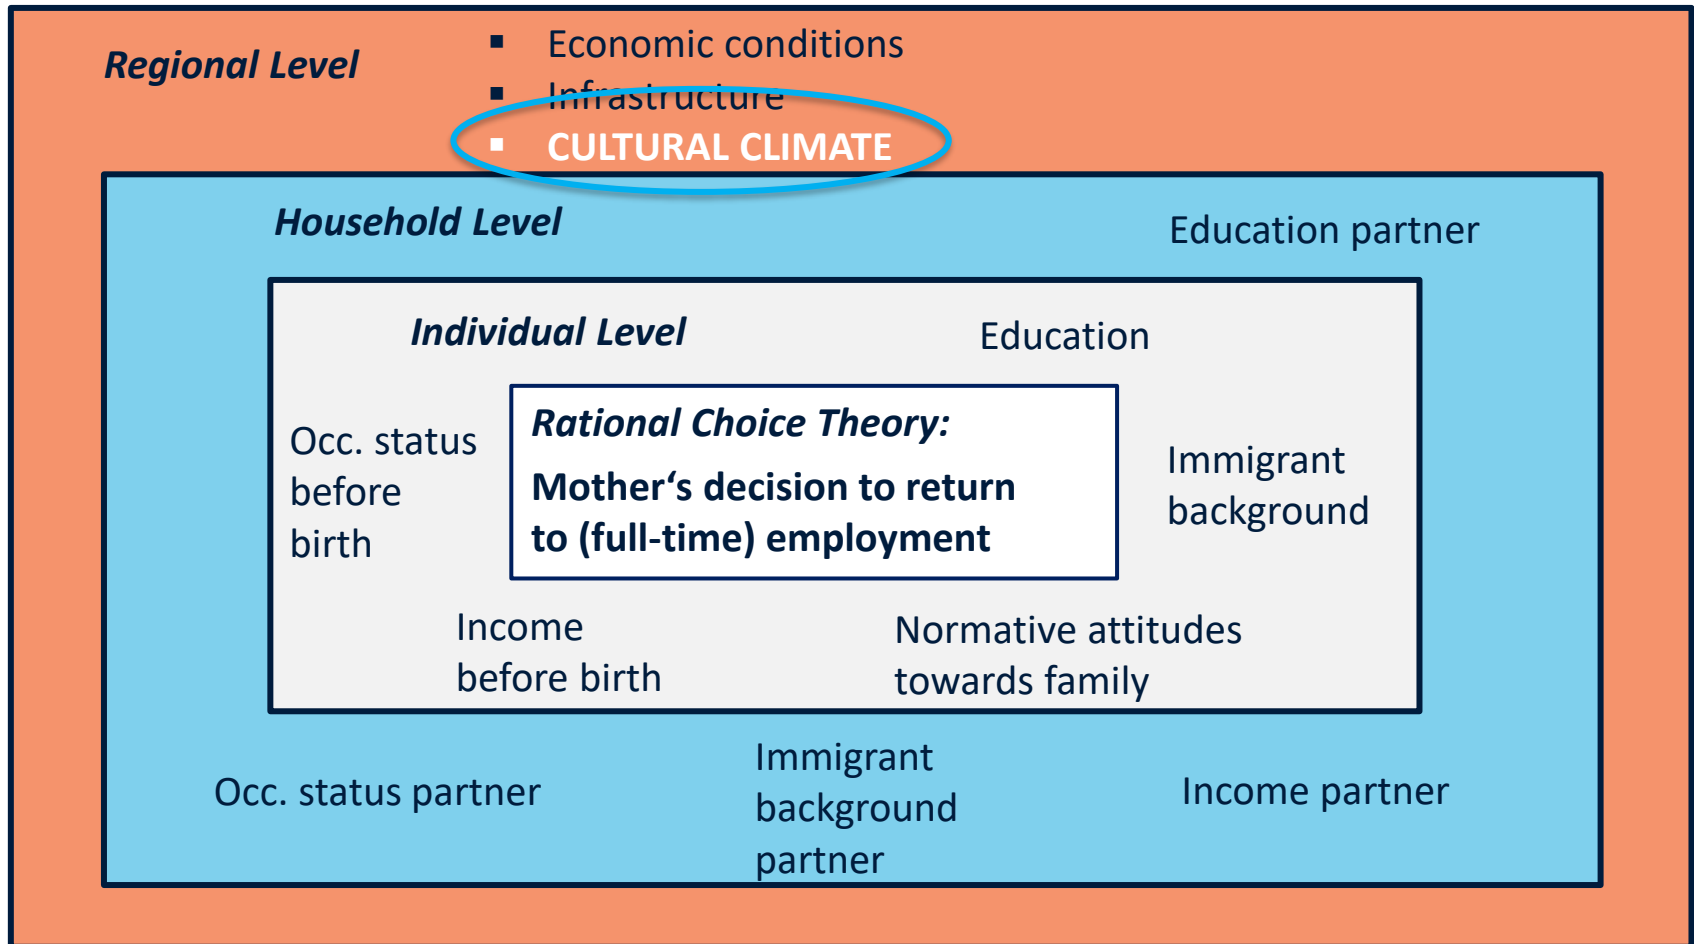 Regional Level
▪ Economic conditions
▪ Infrastructure
▪ CULTURAL CLIMATE
Household Level
Education partner
Individual Level
Education
Occ. status
before
birth
Rational Choice Theory:
Mother‘s decision to return
to (full-time) employment
Immigrant
background
Income
before birth
Normative attitudes
towards family
Occ. status partner
Immigrant
background
partner
Income partner